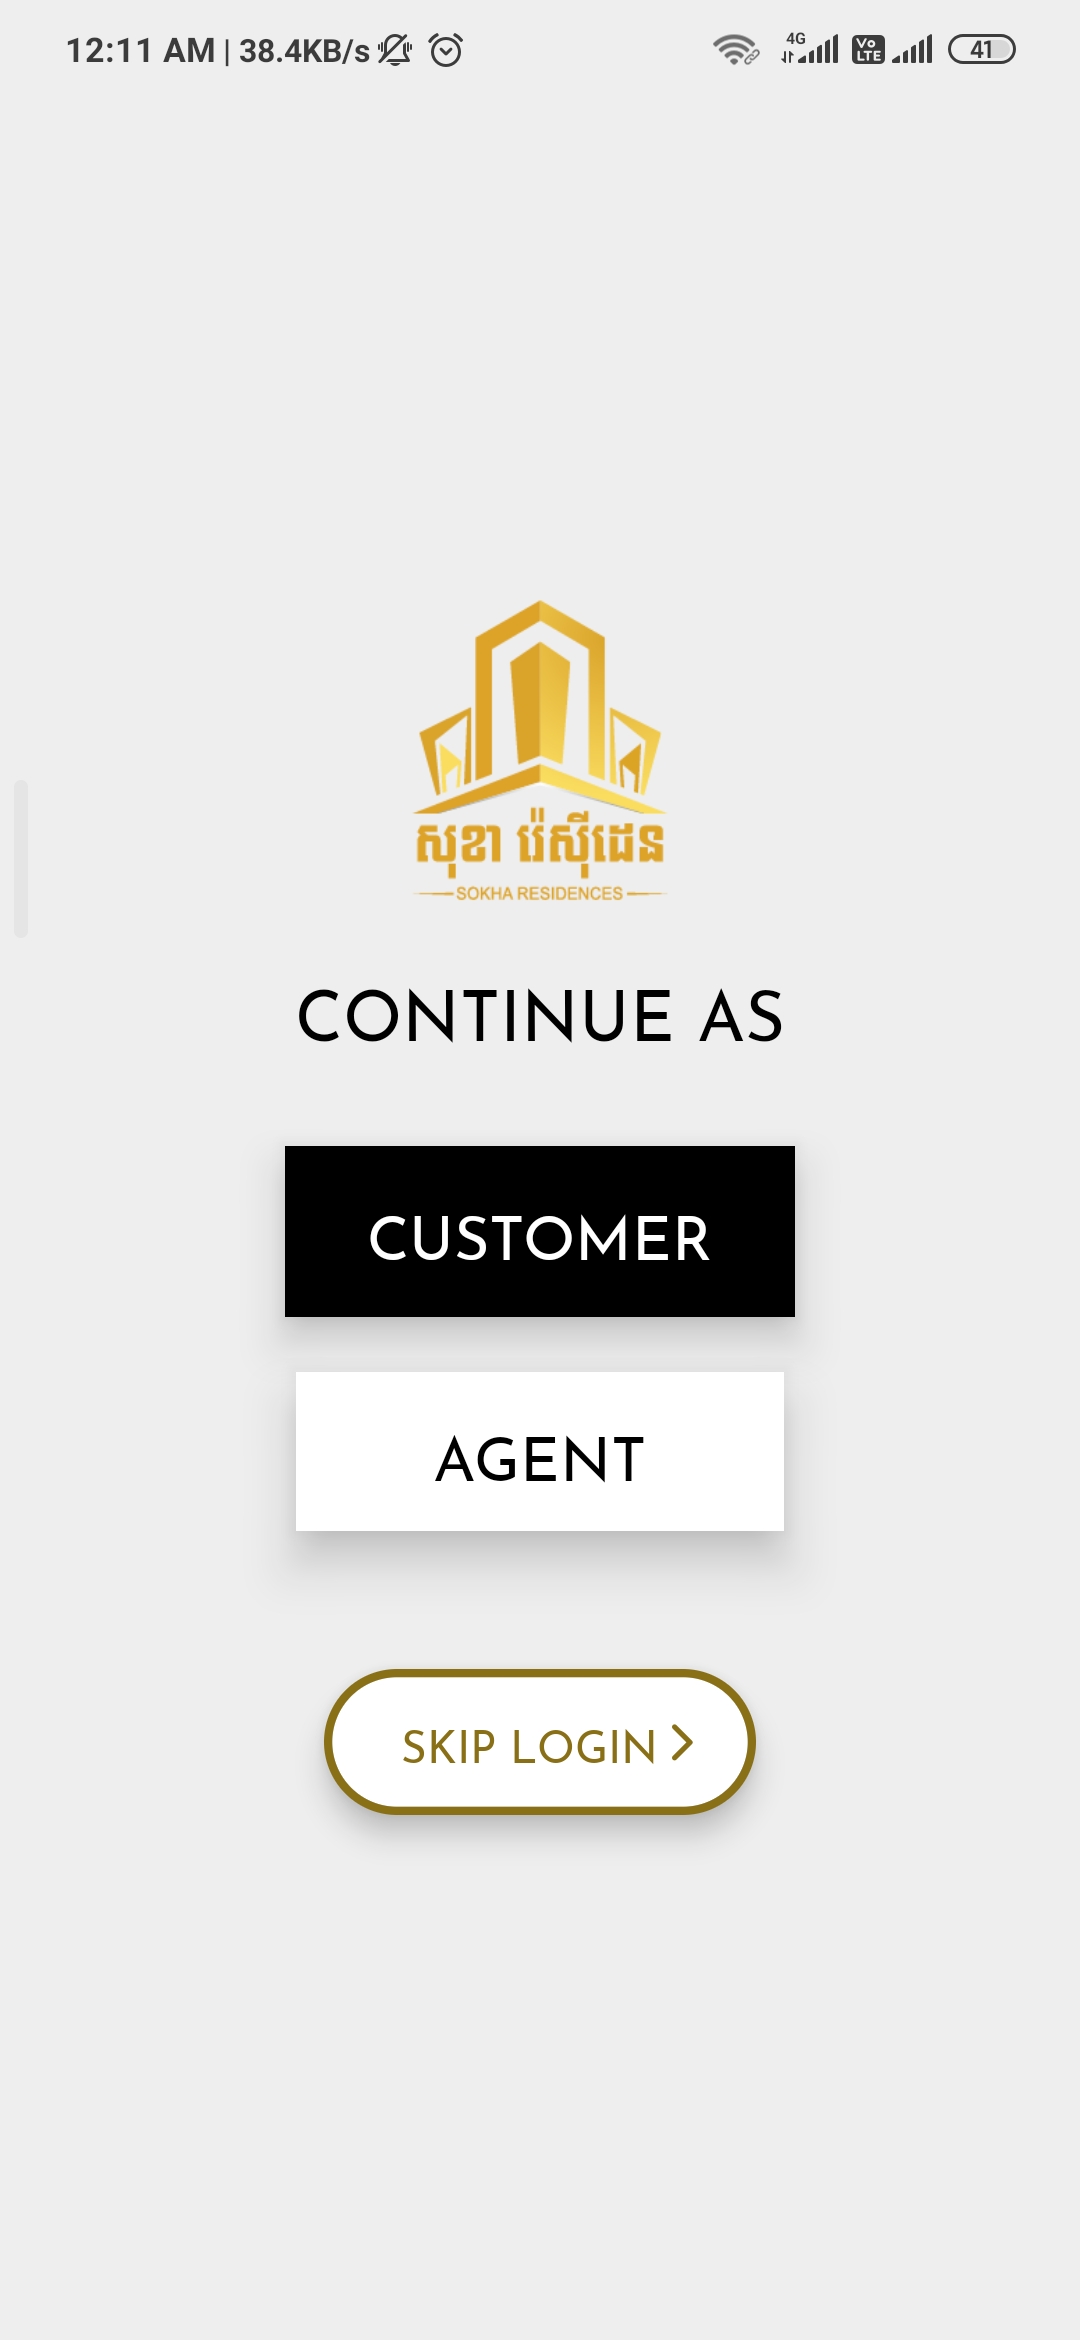 12:11 AM | 38.4KB/s 4G Vo LTE 41
សុខា រ៉េស៊ីដេន
SOKHA RESIDENCES
CONTINUE AS
CUSTOMER
AGENT
SKIP LOGIN